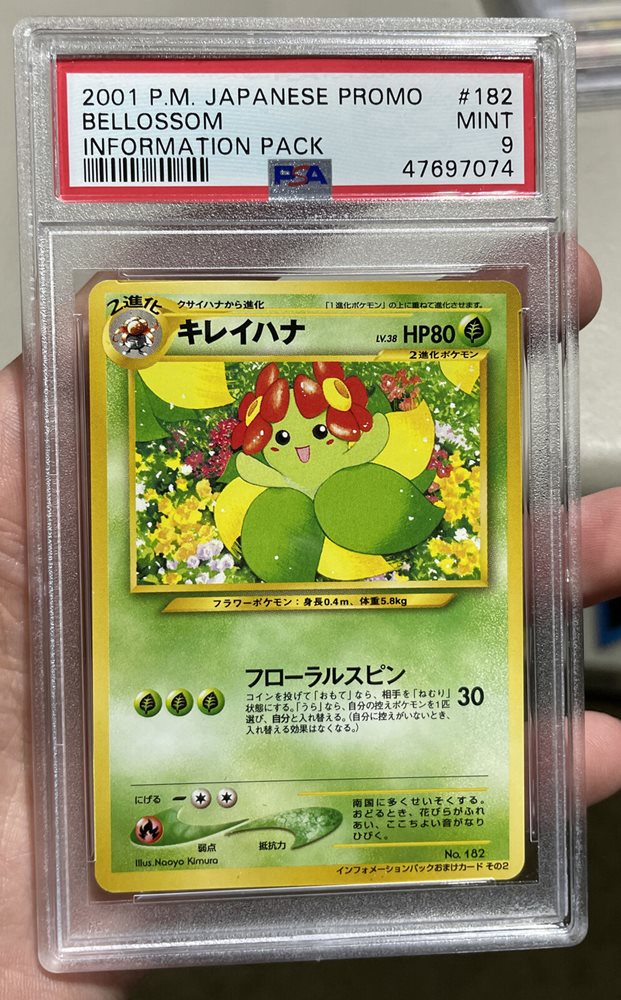 2001 P.M. JAPANESE PROMO #182
BELLOSSOM MINT
INFORMATION PACK 9
PSA 47697074
2進化 クサイハナから進化 「1進化ポケモン」の上に重ねて進化させます。
キレイハナ LV.38 HP80
2進化ポケモン
フラワーポケモン:身長0.4m、体重5.8kg
フローラルスピン 30
コインを投げて「おもて」なら、相手を「ねむり」
状態にする。「うら」なら、自分の控えポケモンを1匹
選び、自分と入れ替える。(自分に控えがいないとき、
入れ替える効果はなくなる。)
にげる
弱点 抵抗力
南国に多くせいそくする。
おどるとき、花びらがふれ
あい、ここちよい音がなり
ひびく。
Illus.Naoyo Kimura No. 182
インフォメーションパックおまけカード その2